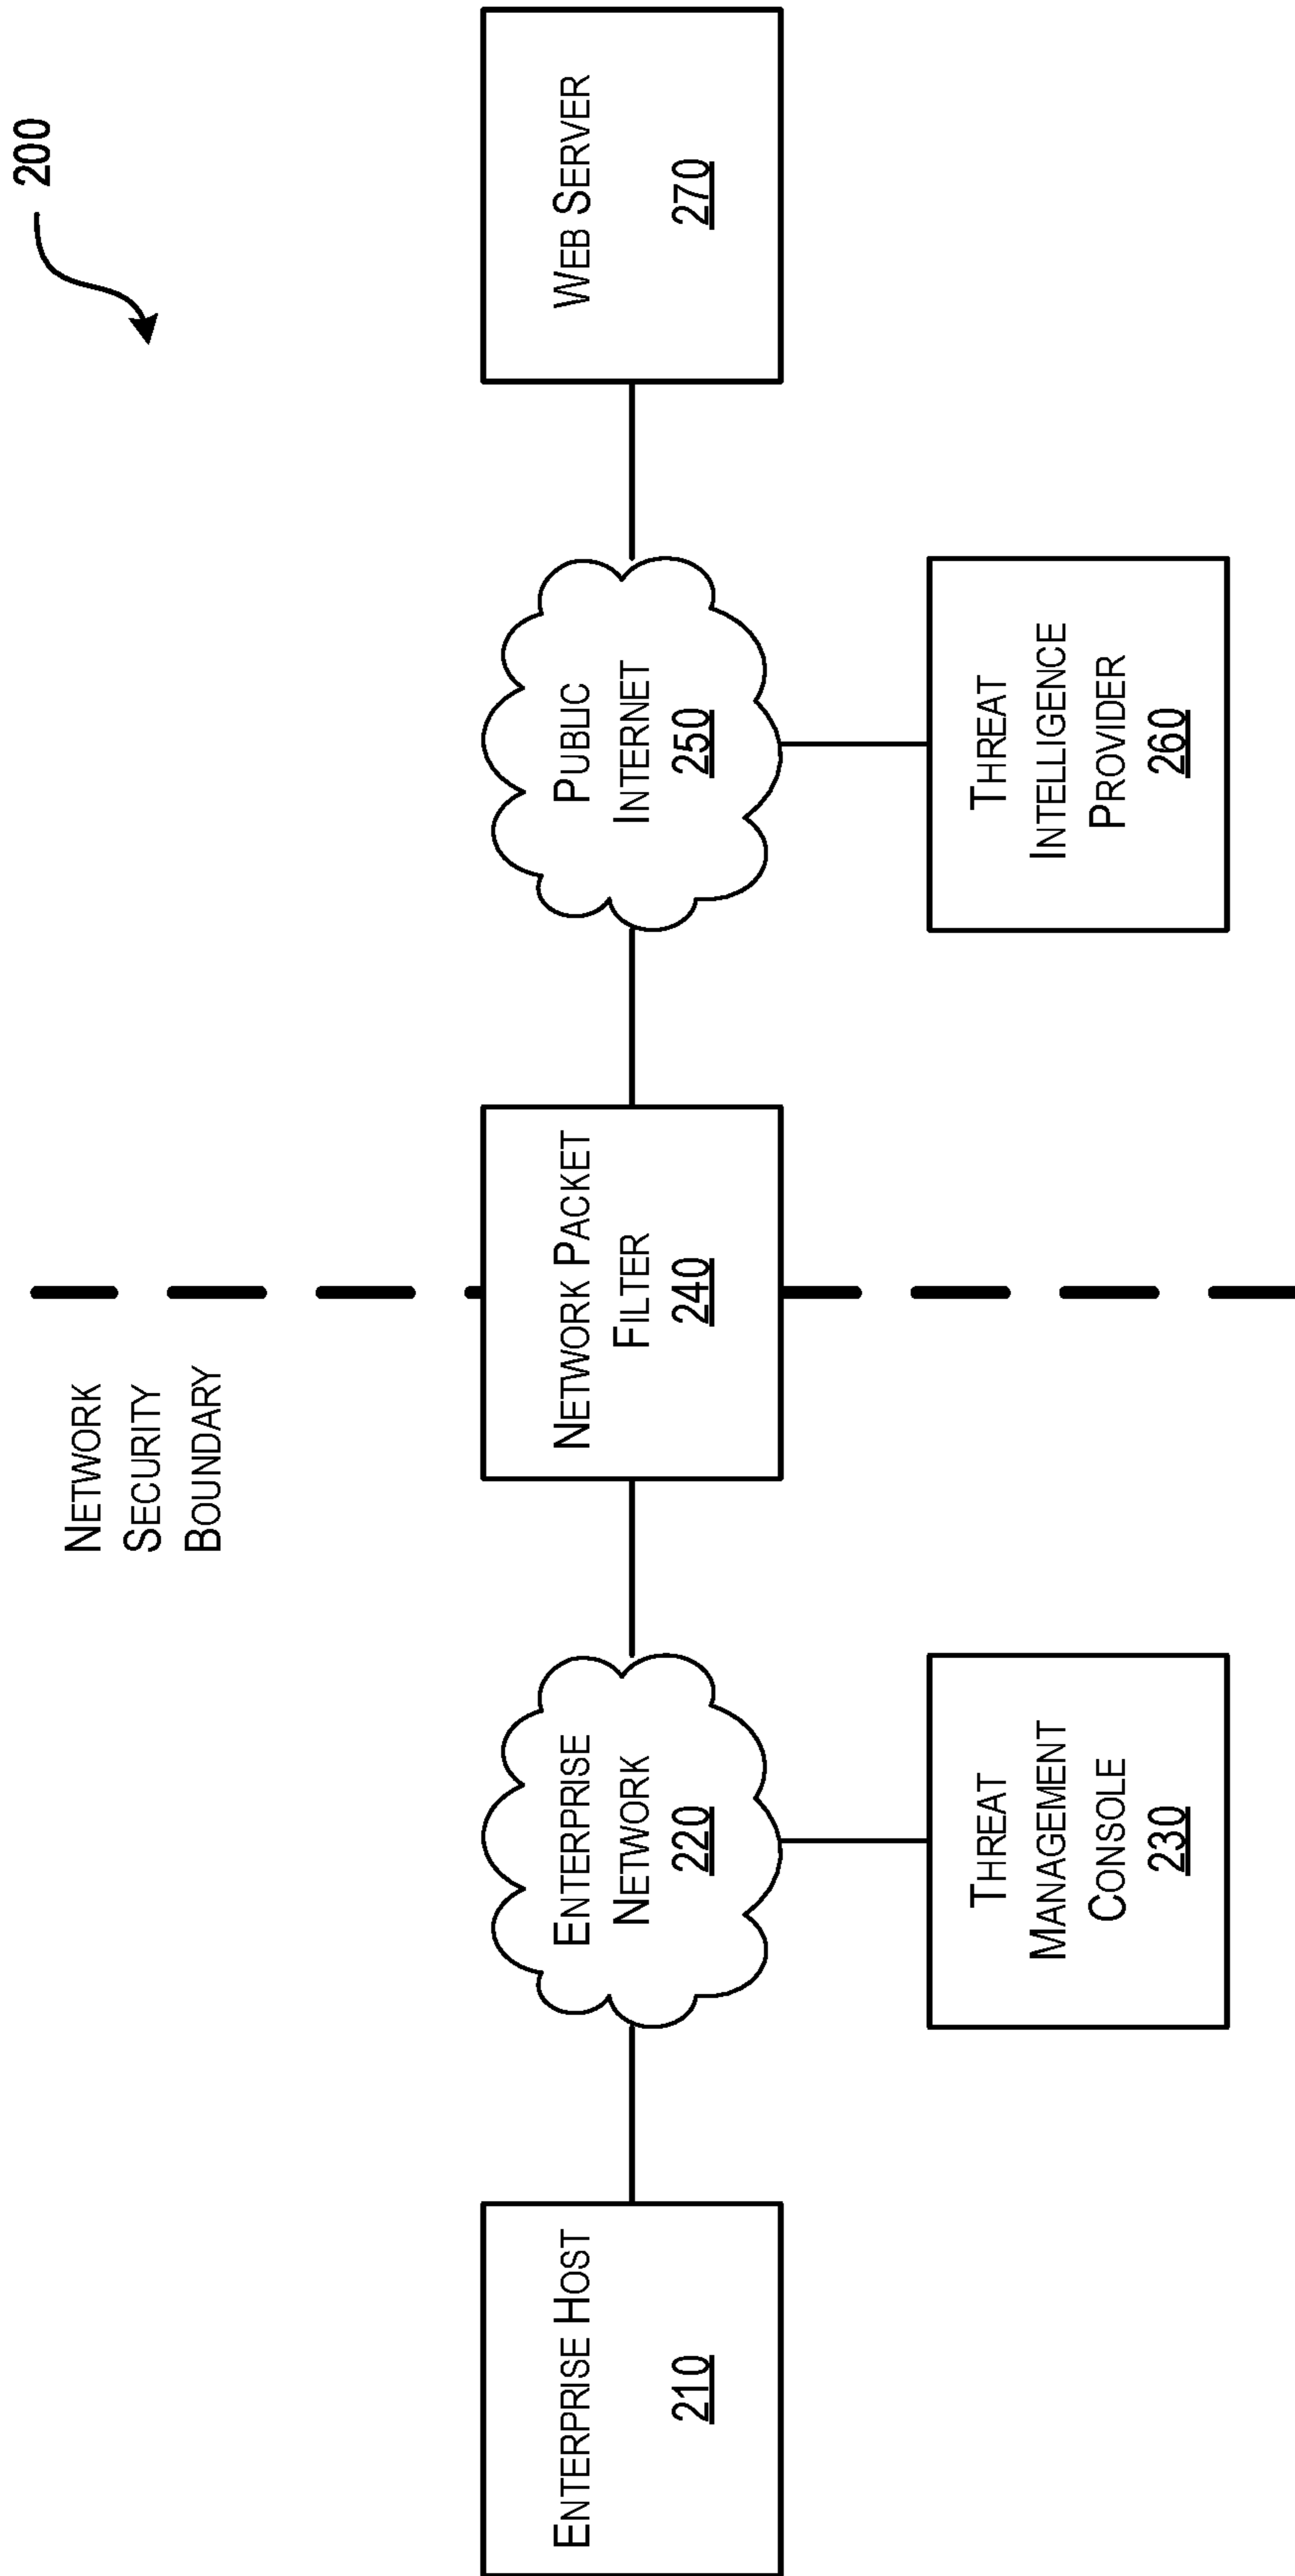 200
NETWORK
SECURITY
BOUNDARY
ENTERPRISE HOST
210
ENTERPRISE
NETWORK
220
NETWORK PACKET
FILTER
240
PUBLIC
INTERNET
250
WEB SERVER
270
THREAT
MANAGEMENT
CONSOLE
230
THREAT
INTELLIGENCE
PROVIDER
260